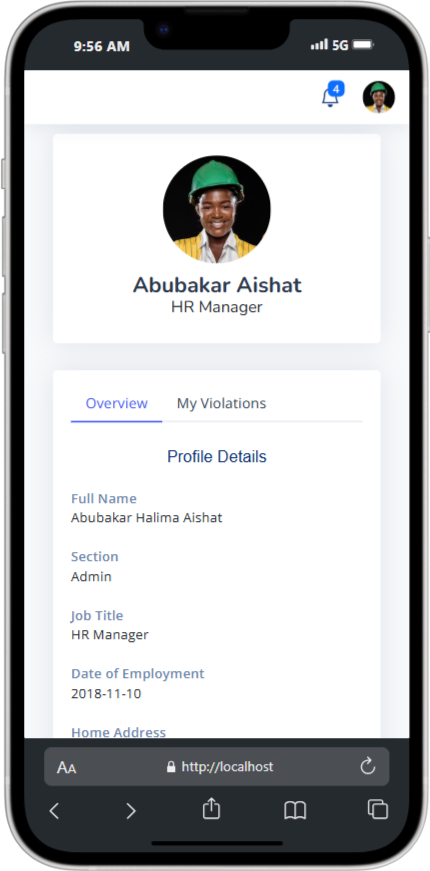 9:56 AM
5G
4
Abubakar Aishat
HR Manager
Overview My Violations
Profile Details
Full Name
Abubakar Halima Aishat
Section
Admin
Job Title
HR Manager
Date of Employment
2018-11-10
Home Address
AA http://localhost